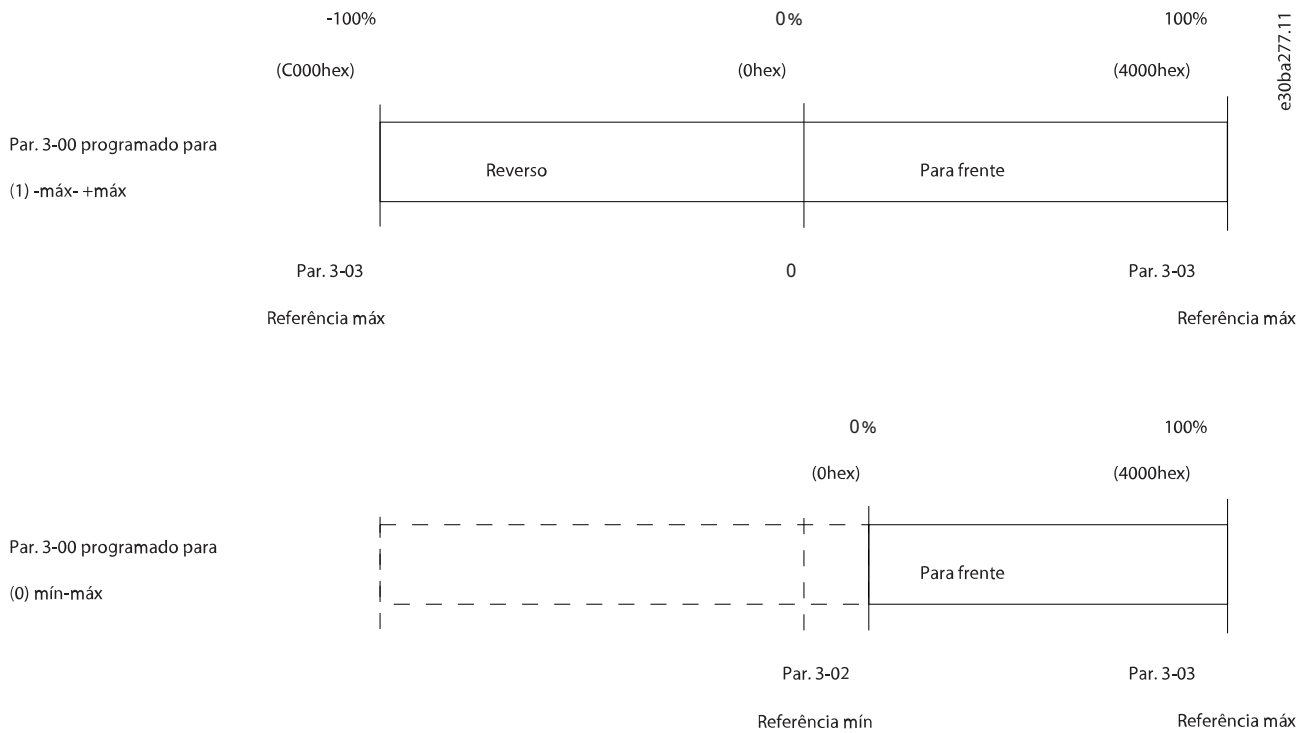 -100%
0%
100%
(C000hex)
(0hex)
(4000hex)
e30ba277.11
Par. 3-00 programado para
(1) -máx- +máx
Reverso
Para frente
Par. 3-03
0
Par. 3-03
Referência máx
Referência máx
0%
100%
(0hex)
(4000hex)
Par. 3-00 programado para
(0) mín-máx
Para frente
Par. 3-02
Par. 3-03
Referência mín
Referência máx